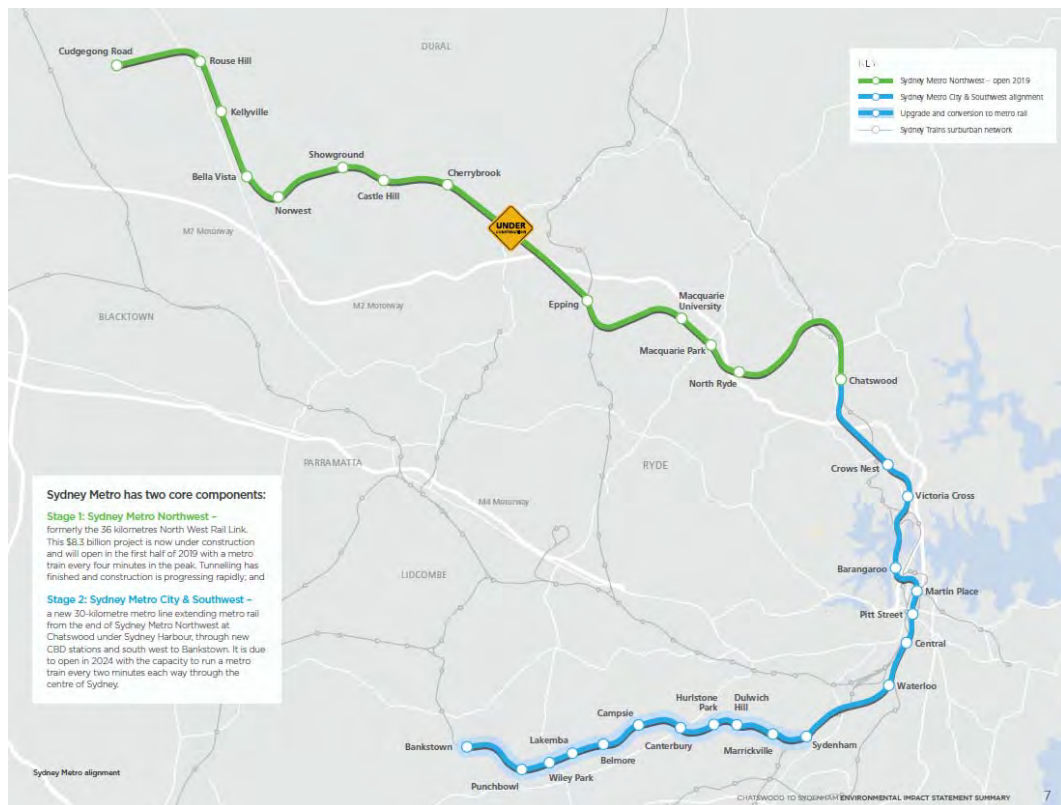 Cudgegong Road
Rouse Hill
DURAL
Kellyville
Sydney Metro Northwest – open 2019
Sydney Metro City & Southwest alignment
Upgrade and conversion to metro rail
Sydney Trains surburban network
Showground
Cherrybrook
Bella Vista
Castle Hill
Norwest
M2 Motorway
UNDER
CONSTRUCTION
M2 Motorway
BLACKTOWN
Epping
Macquarie
University
Macquarie Park
North Ryde
Chatswood
PARRAMATTA
RYDE
Crows Nest
Victoria Cross
M4 Motorway
LIDCOMBE
Barangaroo
Martin Place
Pitt Street
Central
Waterloo
Sydney Metro has two core components:
Stage 1: Sydney Metro Northwest –
formerly the 36 kilometres North West Rail Link.
This $8.3 billion project is now under construction
and will open in the first half of 2019 with a metro
train every four minutes in the peak. Tunnelling has
finished and construction is progressing rapidly; and
Stage 2: Sydney Metro City & Southwest –
a new 30-kilometre metro line extending metro rail
from the end of Sydney Metro Northwest at
Chatswood under Sydney Harbour, through new
CBD stations and south west to Bankstown. It is due
to open in 2024 with the capacity to run a metro
train every two minutes each way through the
centre of Sydney.
Hurlstone
Park
Dulwich
Hill
Campsie
Lakemba
Bankstown
Canterbury
Marrickville
Sydenham
Belmore
Wiley Park
Punchbowl
Sydney Metro alignment
CHATSWOOD TO SYDENHAM ENVIRONMENTAL IMPACT STATEMENT SUMMARY 7